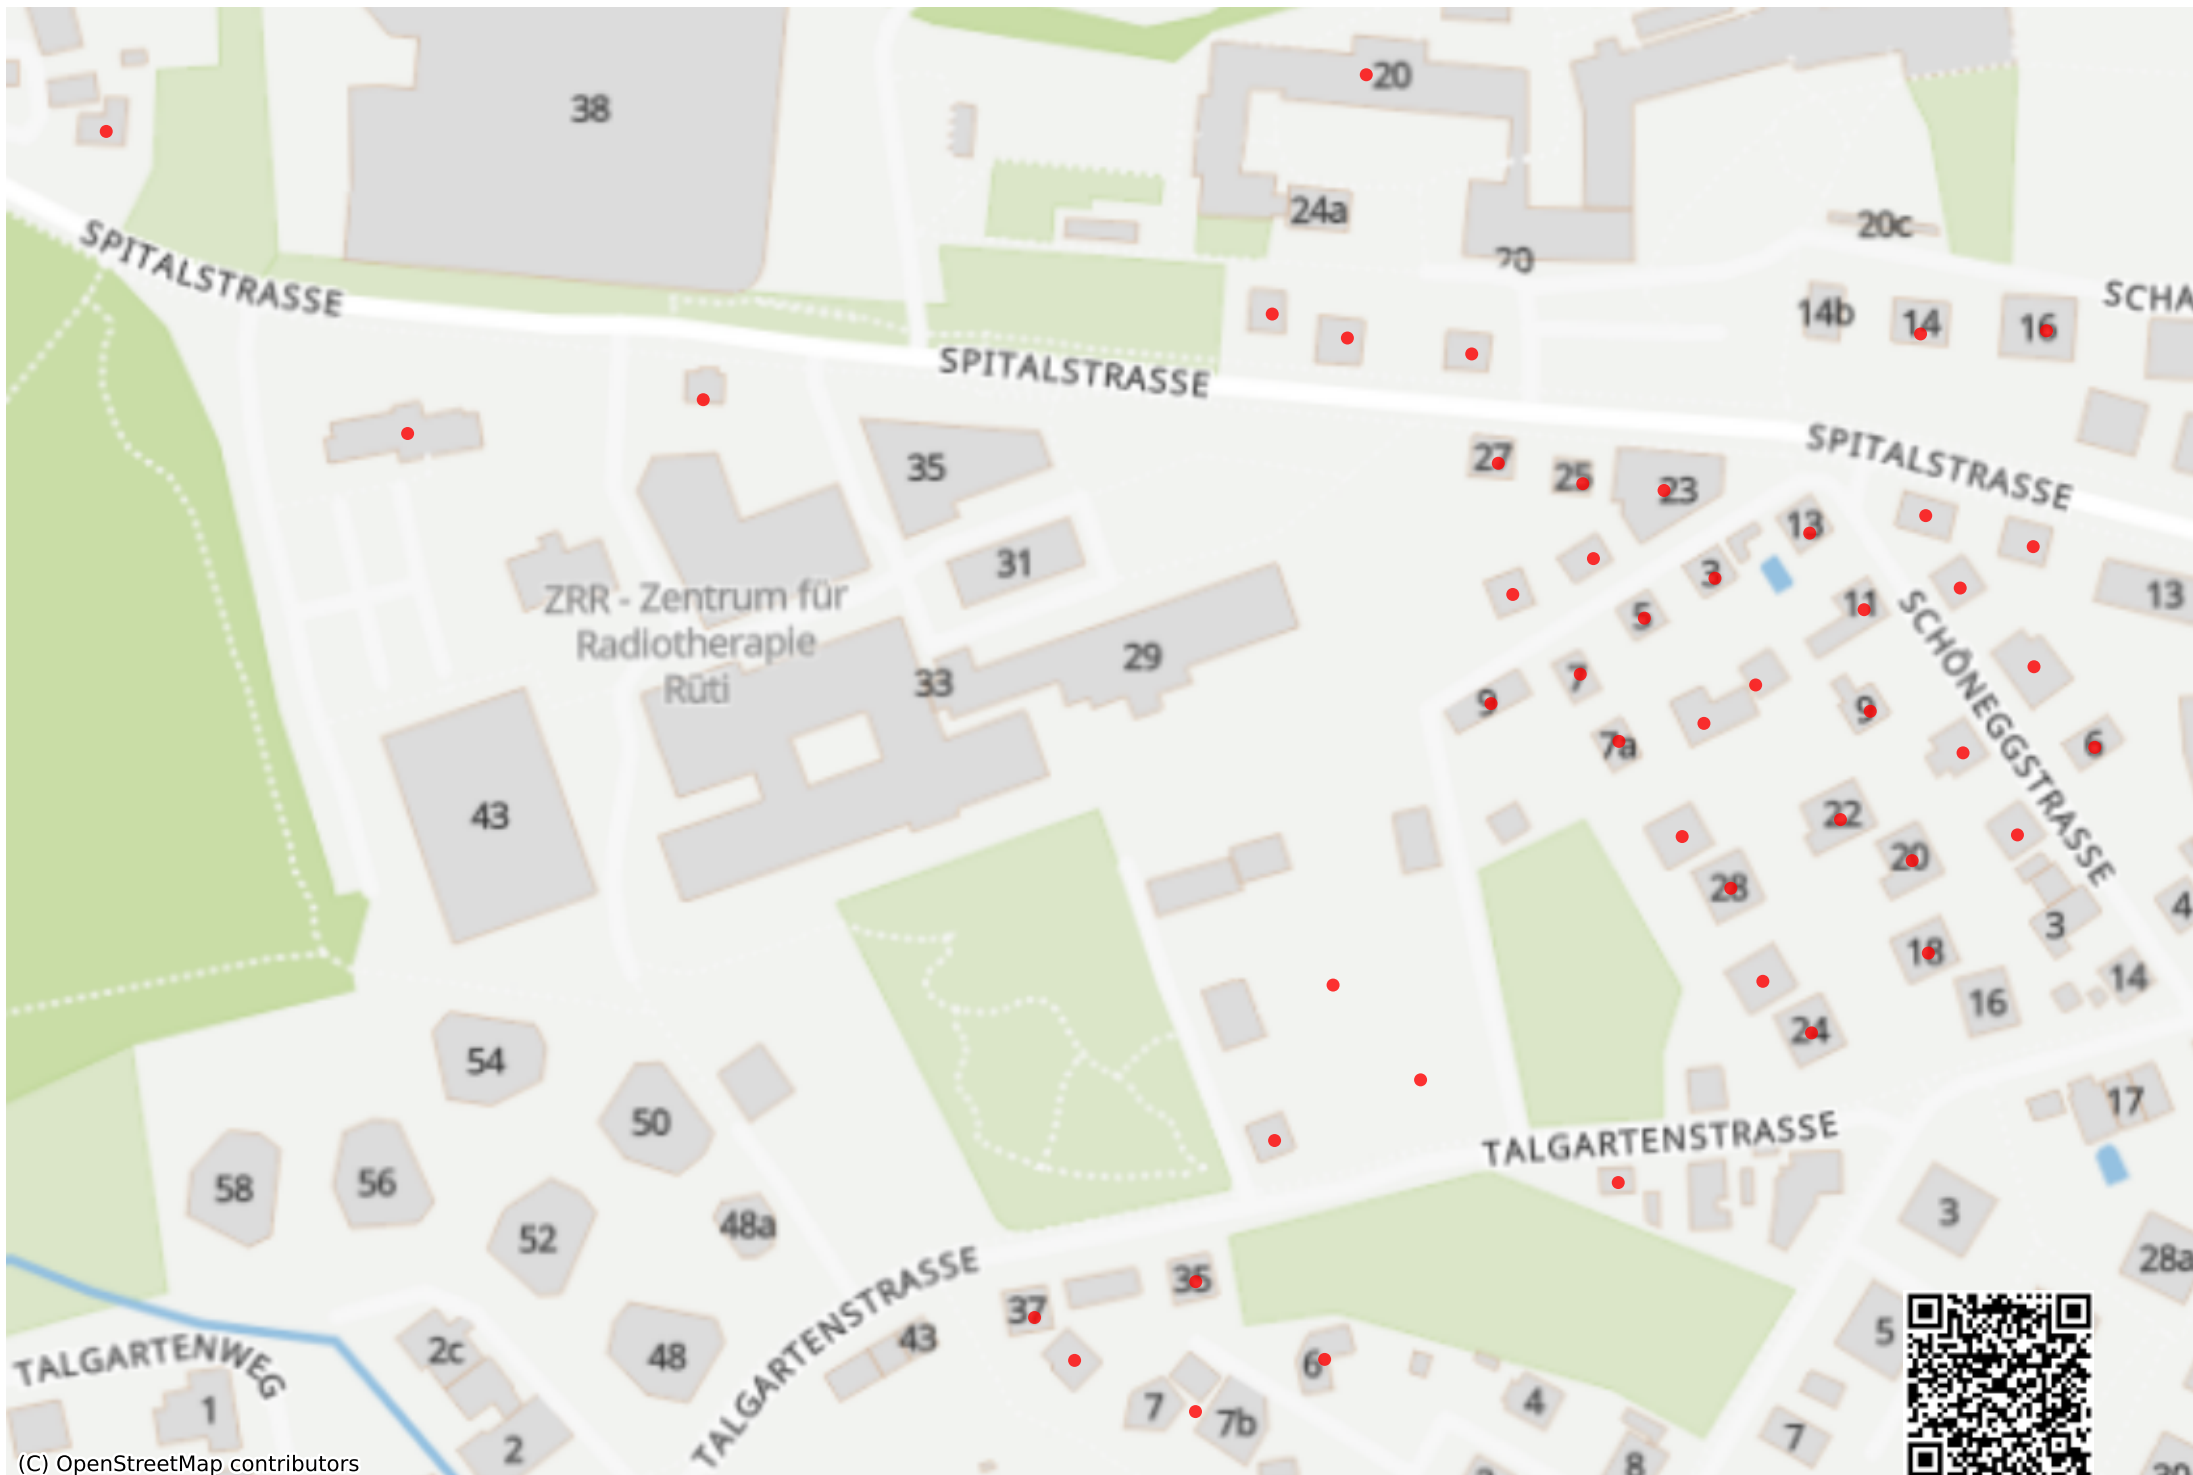 38
20
24a
20
20c
SPITALSTRASSE
14b
14
16
SCHA
SPITALSTRASSE
SPITALSTRASSE
35
27
25
23
13
31
3
13
ZRR - Zentrum für
Radiotherapie
Rüti
5
11
SCHÖNEGGSTRASSE
29
33
9
7
7a
9
6
43
22
20
28
3
4
18
14
16
24
54
50
17
TALGARTENSTRASSE
58
56
52
48a
3
28a
TALGARTENSTRASSE
35
37
43
2c
48
6
5
TALGARTENWEG
1
7
7b
4
7
2
8
(C) OpenStreetMap contributors